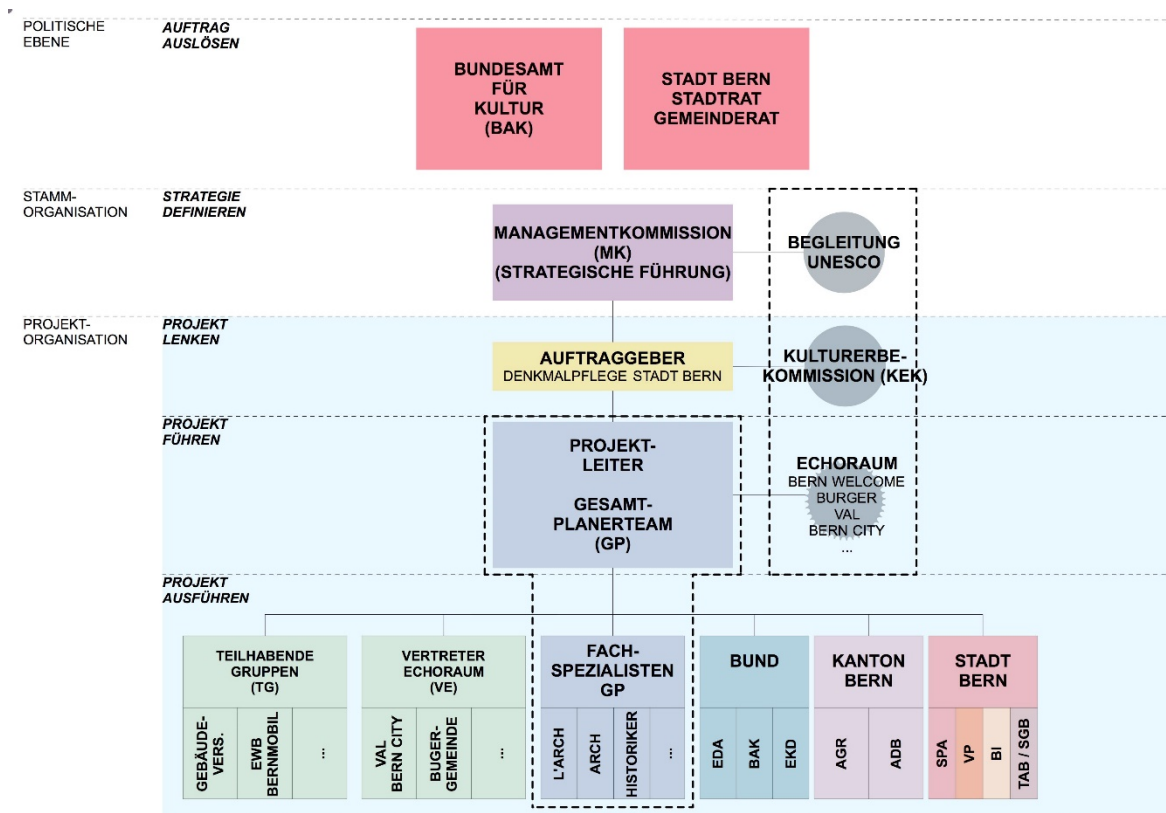 POLITISCHE
EBENE
AUFTRAG
AUSLÖSEN
BUNDESAMT
FÜR
KULTUR
(BAK)
STADT BERN
STADTRAT
GEMEINDERAT
STAMM-
ORGANISATION
STRATEGIE
DEFINIEREN
MANAGEMENTKOMMISSION
(MK)
(STRATEGISCHE FÜHRUNG)
BEGLEITUNG
UNESCO
PROJEKT-
ORGANISATION
PROJEKT
LENKEN
AUFTRAGGEBER
DENKMALPFLEGE STADT BERN
KULTURERBE-
KOMMISSION (KEK)
PROJEKT
FÜHREN
PROJEKT-
LEITER
GESAMT-
PLANERTEAM
(GP)
ECHORAUM
BERN WELCOME
BURGER
VAL
BERN CITY
...
PROJEKT
AUSFÜHREN
TEILHABENDE
GRUPPEN
(TG)
GEBÄUDE-
VERS.
EWB
BERNMOBIL
...
VERTRETER
ECHORAUM
(VE)
VAL
BERN CITY
BUGER-
GEMEINDE
...
FACH-
SPEZIALISTEN
GP
L'ARCH
ARCH
HISTORIKER
...
BUND
EDA
BAK
EKD
KANTON
BERN
AGR
ADB
STADT
BERN
SPA
VP
BI
TAB / SGB